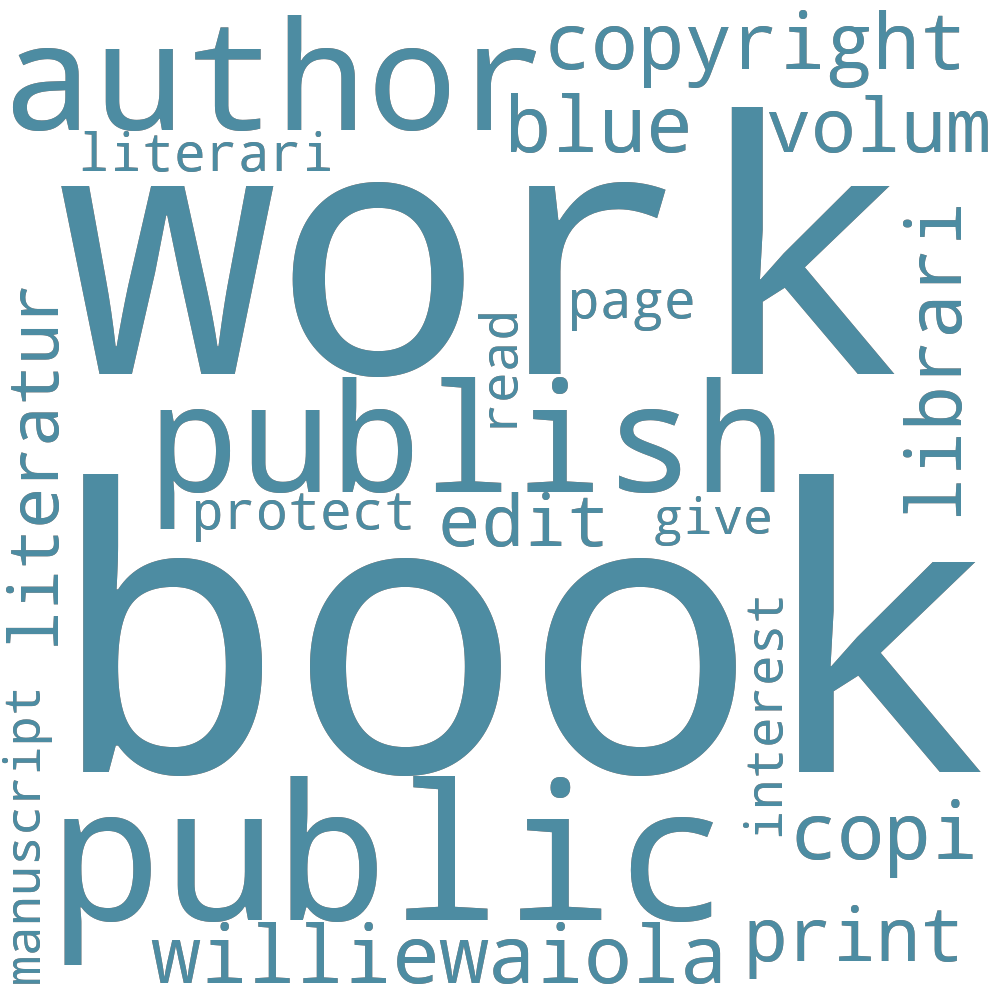 author
copyright
blue
volum
literari
work
librari
page
read
literatur
publish
protect
edit
give
book
interest
manuscript
public
copi
williewaiola
print